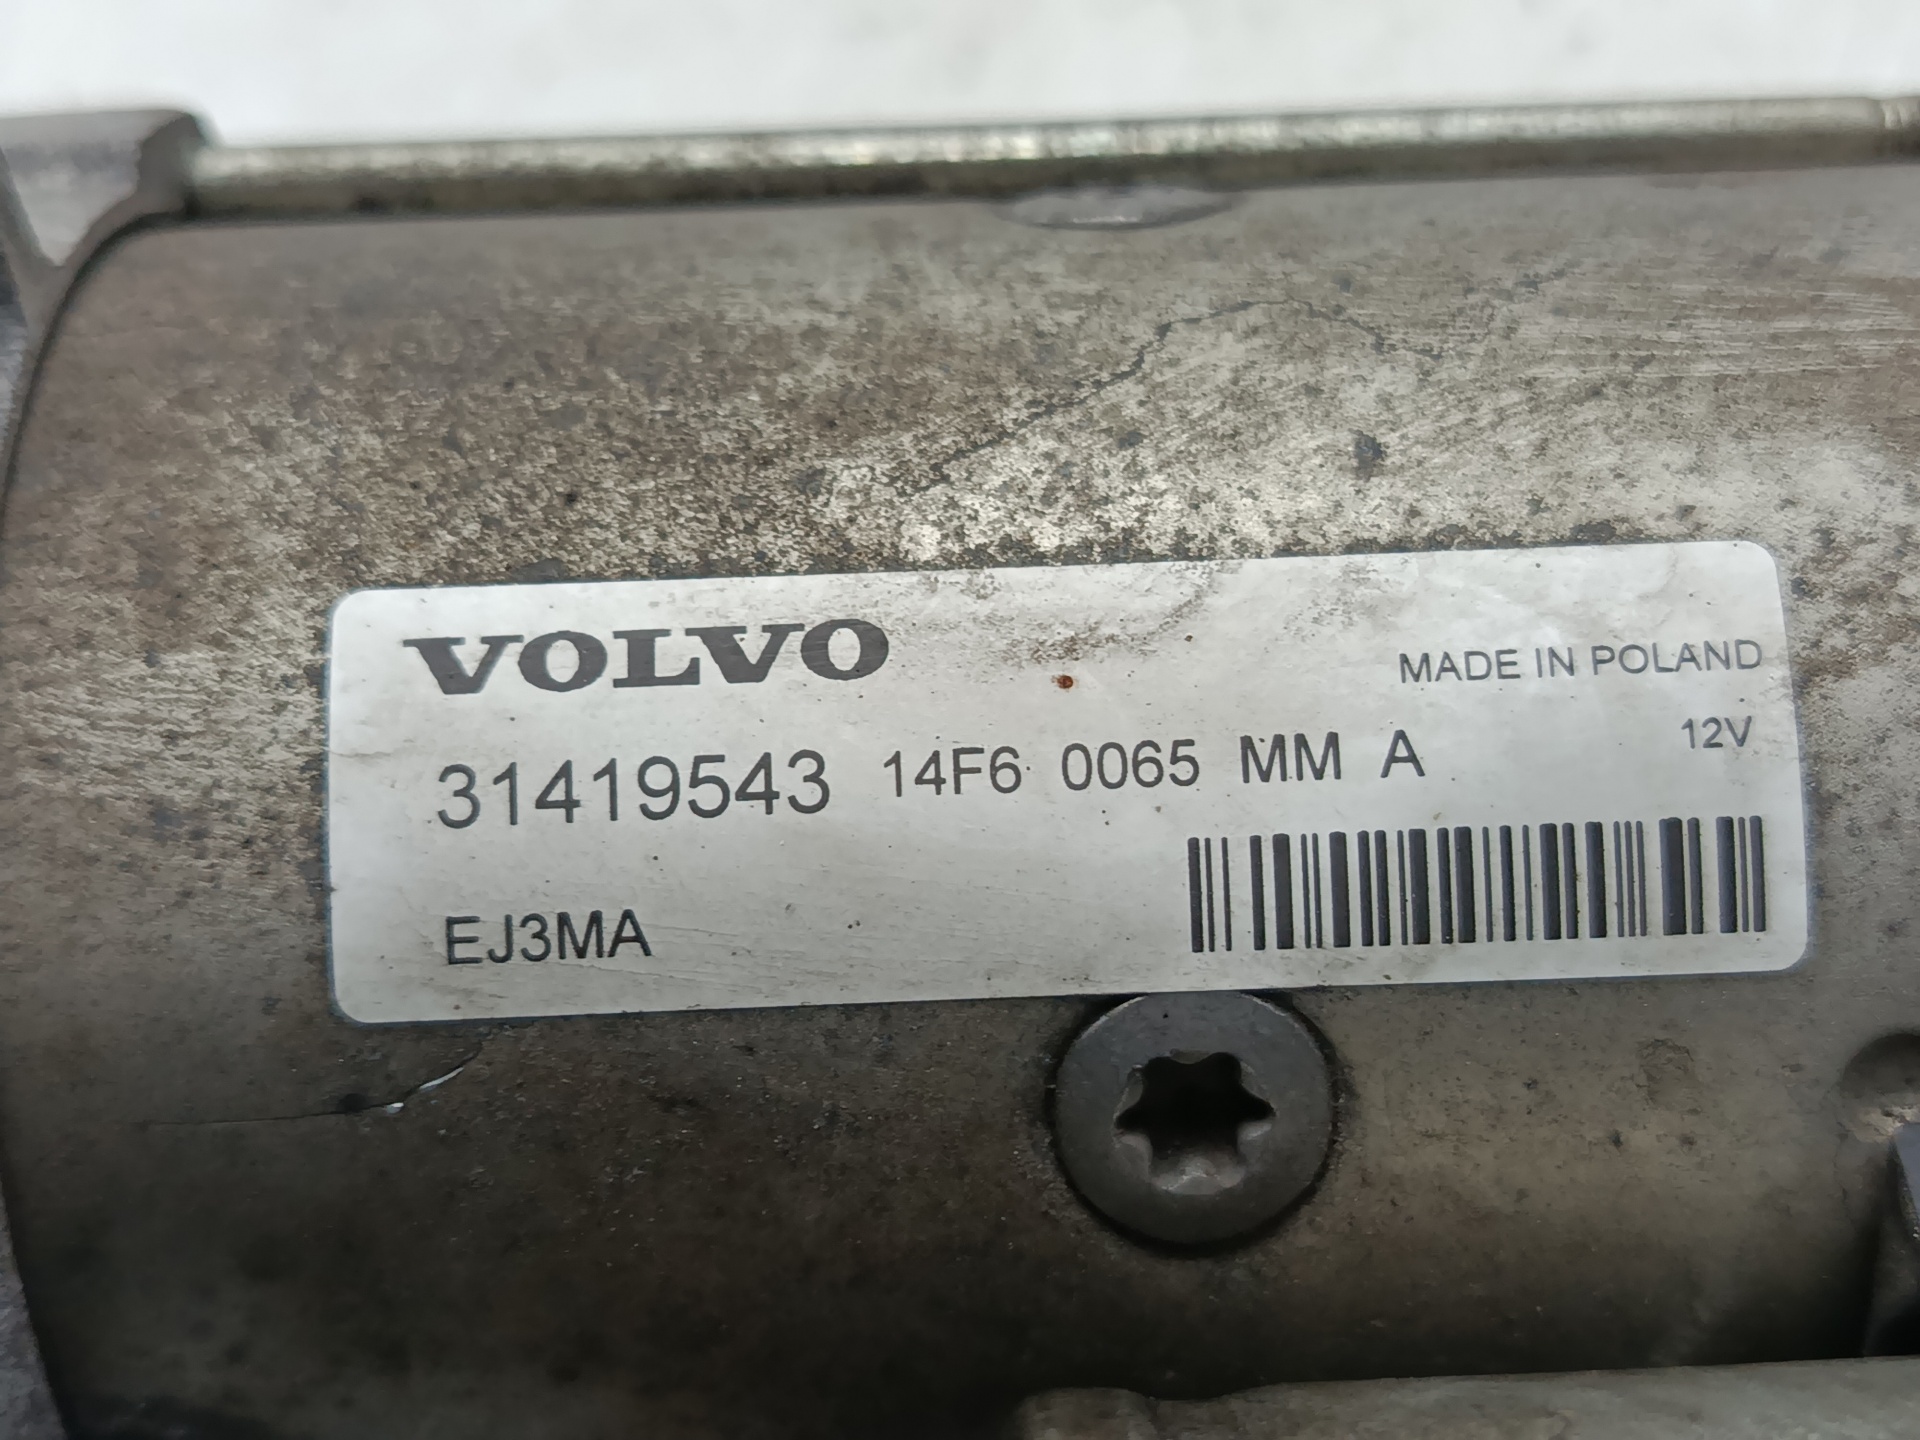 VOLVO
MADE IN POLAND
31419543 14F6 0065 MM A
12V
EJ3MA